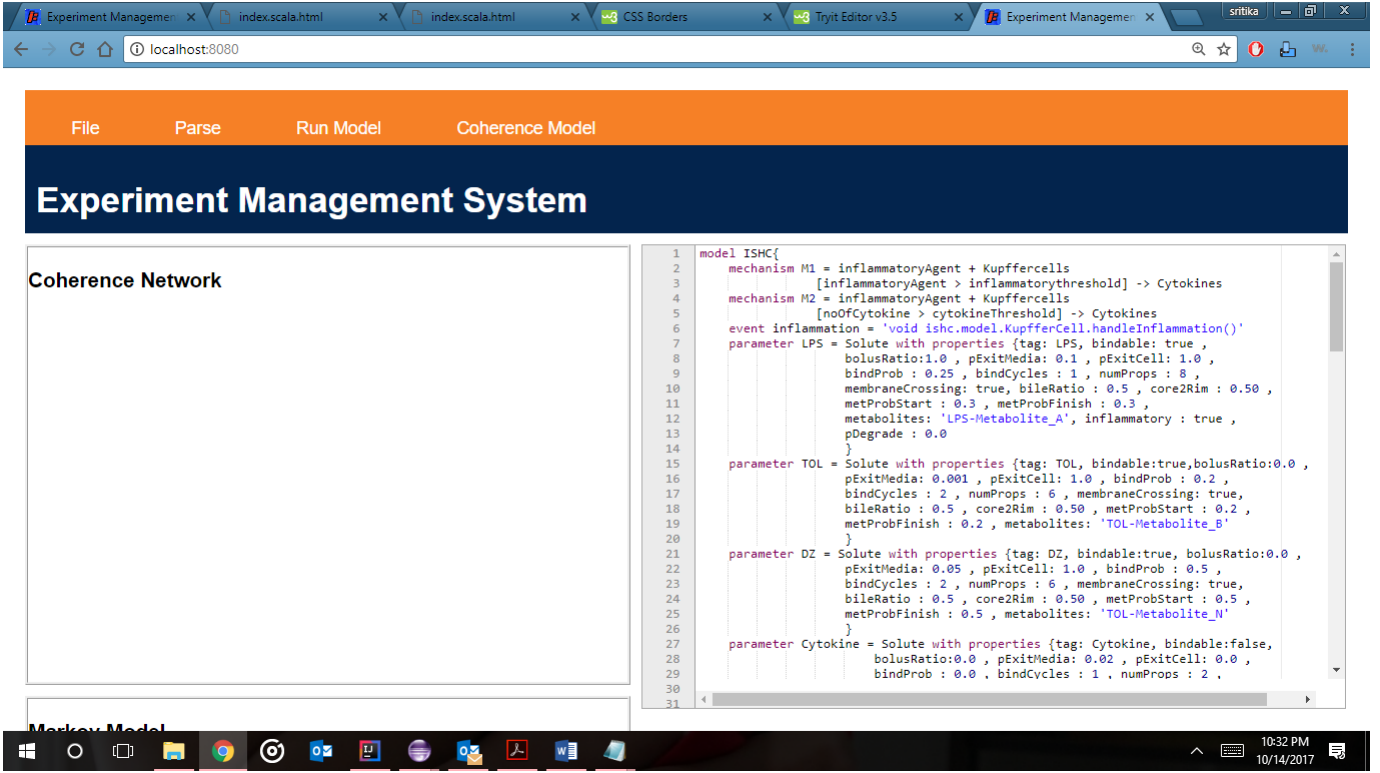 Experiment Managemen
index.scala.html
index.scala.html
CSS Borders
Tryit Editor v3.5
Experiment Managemen
sritika
localhost:8080
File
Parse
Run Model
Coherence Model
Experiment Management System
Coherence Network
1 model ISHC{
2 mechanism M1 = inflammatoryAgent + Kupffercells
3 [inflammatoryAgent > inflammatorythreshold] -> Cytokines
4 mechanism M2 = inflammatoryAgent + Kupffercells
5 [noOfCytokine > cytokineThreshold] -> Cytokines
6 event inflammation = 'void ishc.model.KupfferCell.handleInflammation()'
7 parameter LPS = Solute with properties {tag: LPS, bindable: true ,
8 bolusRatio:1.0 , pExitMedia: 0.1 , pExitCell: 1.0 ,
9 bindProb : 0.25 , bindCycles : 1 , numProps : 8 ,
10 membraneCrossing: true, bileRatio : 0.5 , core2Rim : 0.50 ,
11 metProbStart : 0.3 , metProbFinish : 0.3 ,
12 metabolites: 'LPS-Metabolite_A', inflammatory : true ,
13 pDegrade : 0.0
14 }
15 parameter TOL = Solute with properties {tag: TOL, bindable:true,bolusRatio:0.0 ,
16 pExitMedia: 0.001 , pExitCell: 1.0 , bindProb : 0.2 ,
17 bindCycles : 2 , numProps : 6 , membraneCrossing: true,
18 bileRatio : 0.5 , core2Rim : 0.50 , metProbStart : 0.2 ,
19 metProbFinish : 0.2 , metabolites: 'TOL-Metabolite_B'
20 }
21 parameter DZ = Solute with properties {tag: DZ, bindable:true, bolusRatio:0.0 ,
22 pExitMedia: 0.05 , pExitCell: 1.0 , bindProb : 0.5 ,
23 bindCycles : 2 , numProps : 6 , membraneCrossing: true,
24 bileRatio : 0.5 , core2Rim : 0.50 , metProbStart : 0.5 ,
25 metProbFinish : 0.5 , metabolites: 'TOL-Metabolite_N'
26 }
27 parameter Cytokine = Solute with properties {tag: Cytokine, bindable:false,
28 bolusRatio:0.0 , pExitMedia: 0.02 , pExitCell: 0.0 ,
29 bindProb : 0.0 , bindCycles : 1 , numProps : 2 ,
30
31
Markov Model
10:32 PM
10/14/2017